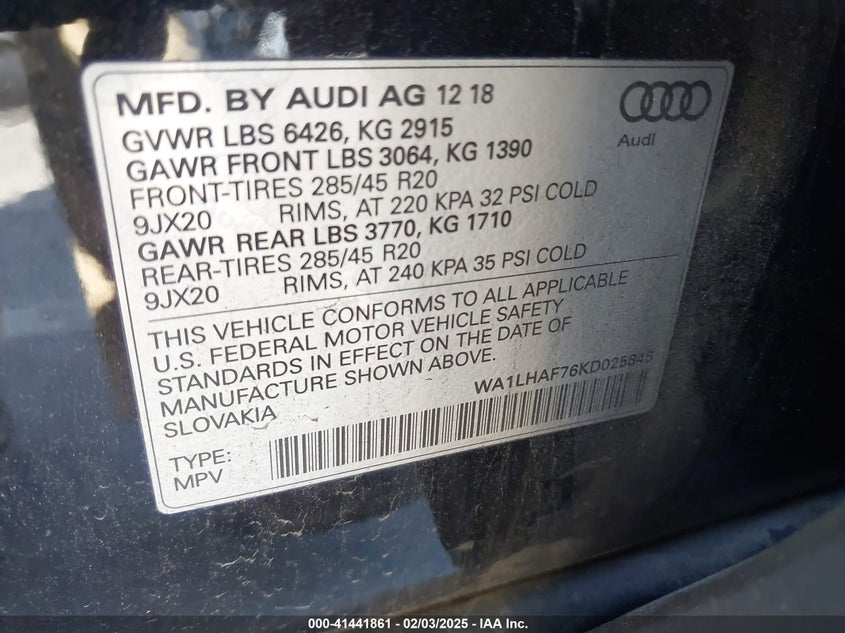 MFD. BY AUDI AG 12 18
GVWR LBS 6426, KG 2915
GAWR FRONT LBS 3064, KG 1390
FRONT-TIRES 285/45 R20
9JX20 RIMS, AT 220 KPA 32 PSI COLD
GAWR REAR LBS 3770, KG 1710
REAR-TIRES 285/45 R20
9JX20 RIMS, AT 240 KPA 35 PSI COLD
Audi
THIS VEHICLE CONFORMS TO ALL APPLICABLE
U.S. FEDERAL MOTOR VEHICLE SAFETY
STANDARDS IN EFFECT ON THE DATE OF
MANUFACTURE SHOWN ABOVE.
SLOVAKIA
WA1LHAF76KD025845
TYPE:
MPV
000-41441861 — 02/03/2025 — IAA Inc.